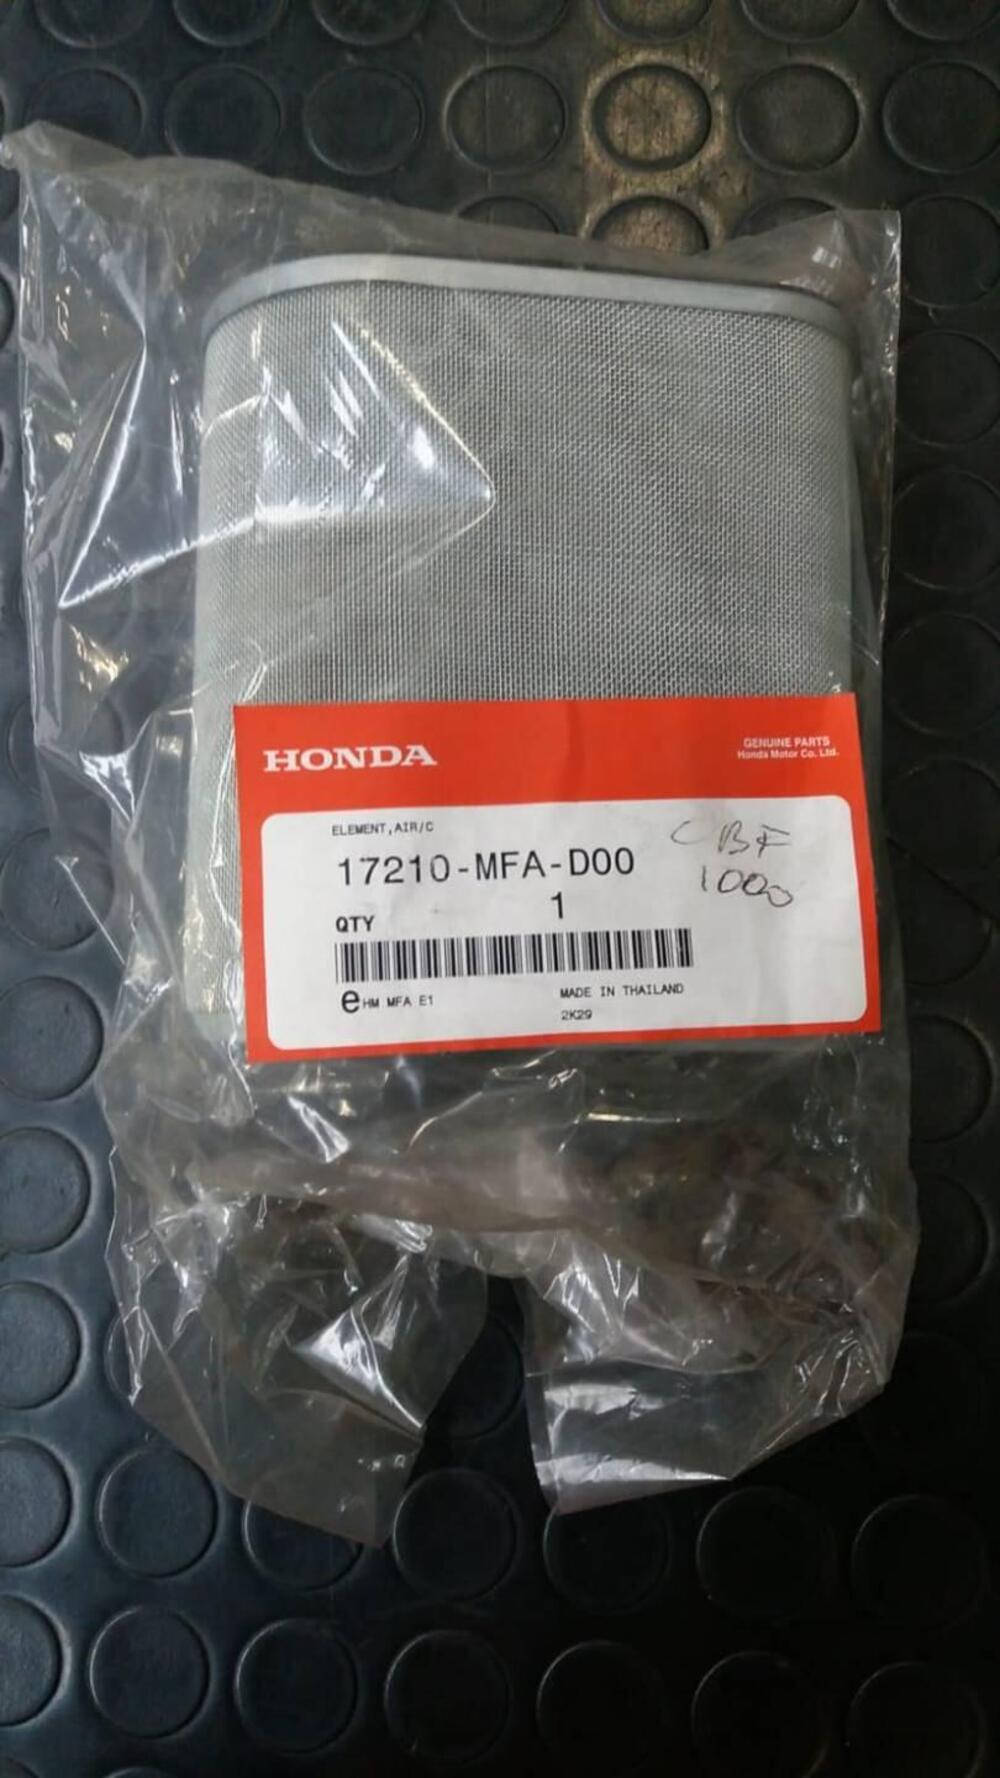 HONDA
GENUINE PARTS
Honda Motor Co. Ltd.
ELEMENT,AIR/C
17210-MFA-D00
CBF
1000
QTY 1
e HM MFA E1
MADE IN THAILAND
2K29